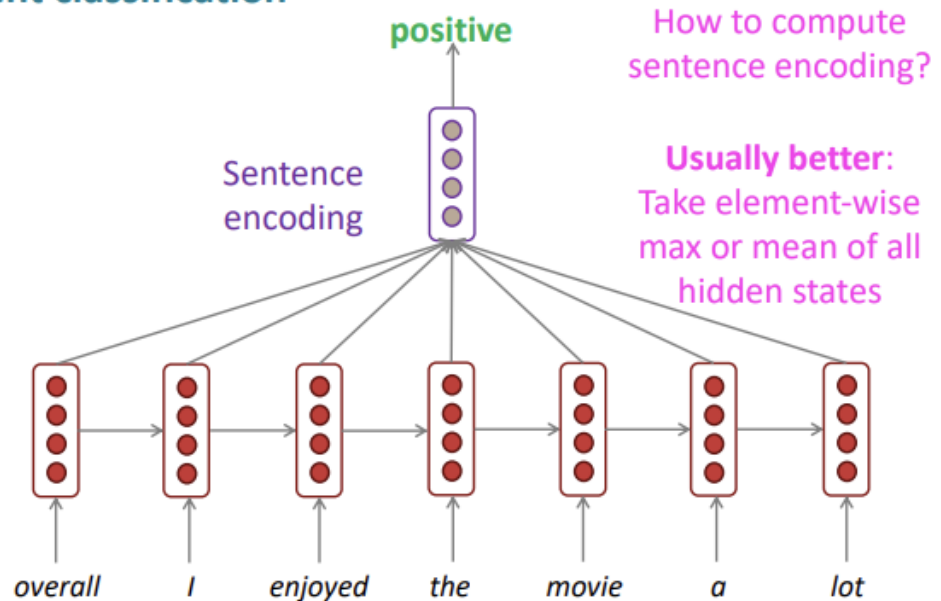 classification
positive
How to compute
sentence encoding?
Sentence
encoding
Usually better:
Take element-wise
max or mean of all
hidden states
overall I enjoyed the movie a lot